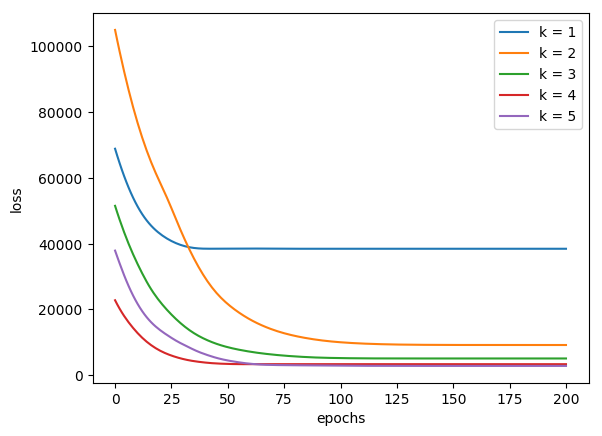 k = 1
k = 2
k = 3
k = 4
k = 5
100000
80000
60000
40000
20000
0
loss
0 25 50 75 100 125 150 175 200
epochs